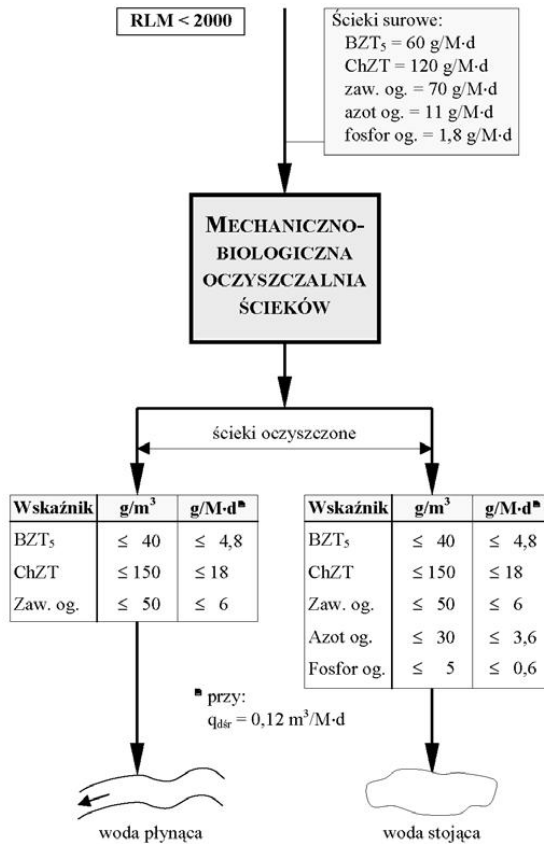 RLM < 2000
Ścieki surowe:
BZT₅ = 60 g/M·d
ChZT = 120 g/M·d
zaw. og. = 70 g/M·d
azot og. = 11 g/M·d
fosfor og. = 1,8 g/M·d
MECHANICZNO-
BIOLOGICZNA
OCZYSZCZALNIA
ŚCIEKÓW
ścieki oczyszczone
Wskaźnik g/m³ g/M·d
BZT₅ ≤ 40 ≤ 4,8
ChZT ≤ 150 ≤ 18
Zaw. og. ≤ 50 ≤ 6
Wskaźnik g/m³ g/M·d
BZT₅ ≤ 40 ≤ 4,8
ChZT ≤ 150 ≤ 18
Zaw. og. ≤ 50 ≤ 6
Azot og. ≤ 30 ≤ 3,6
Fosfor og. ≤ 5 ≤ 0,6
przy:
q dśr = 0,12 m³/M·d
woda płynąca
woda stojąca